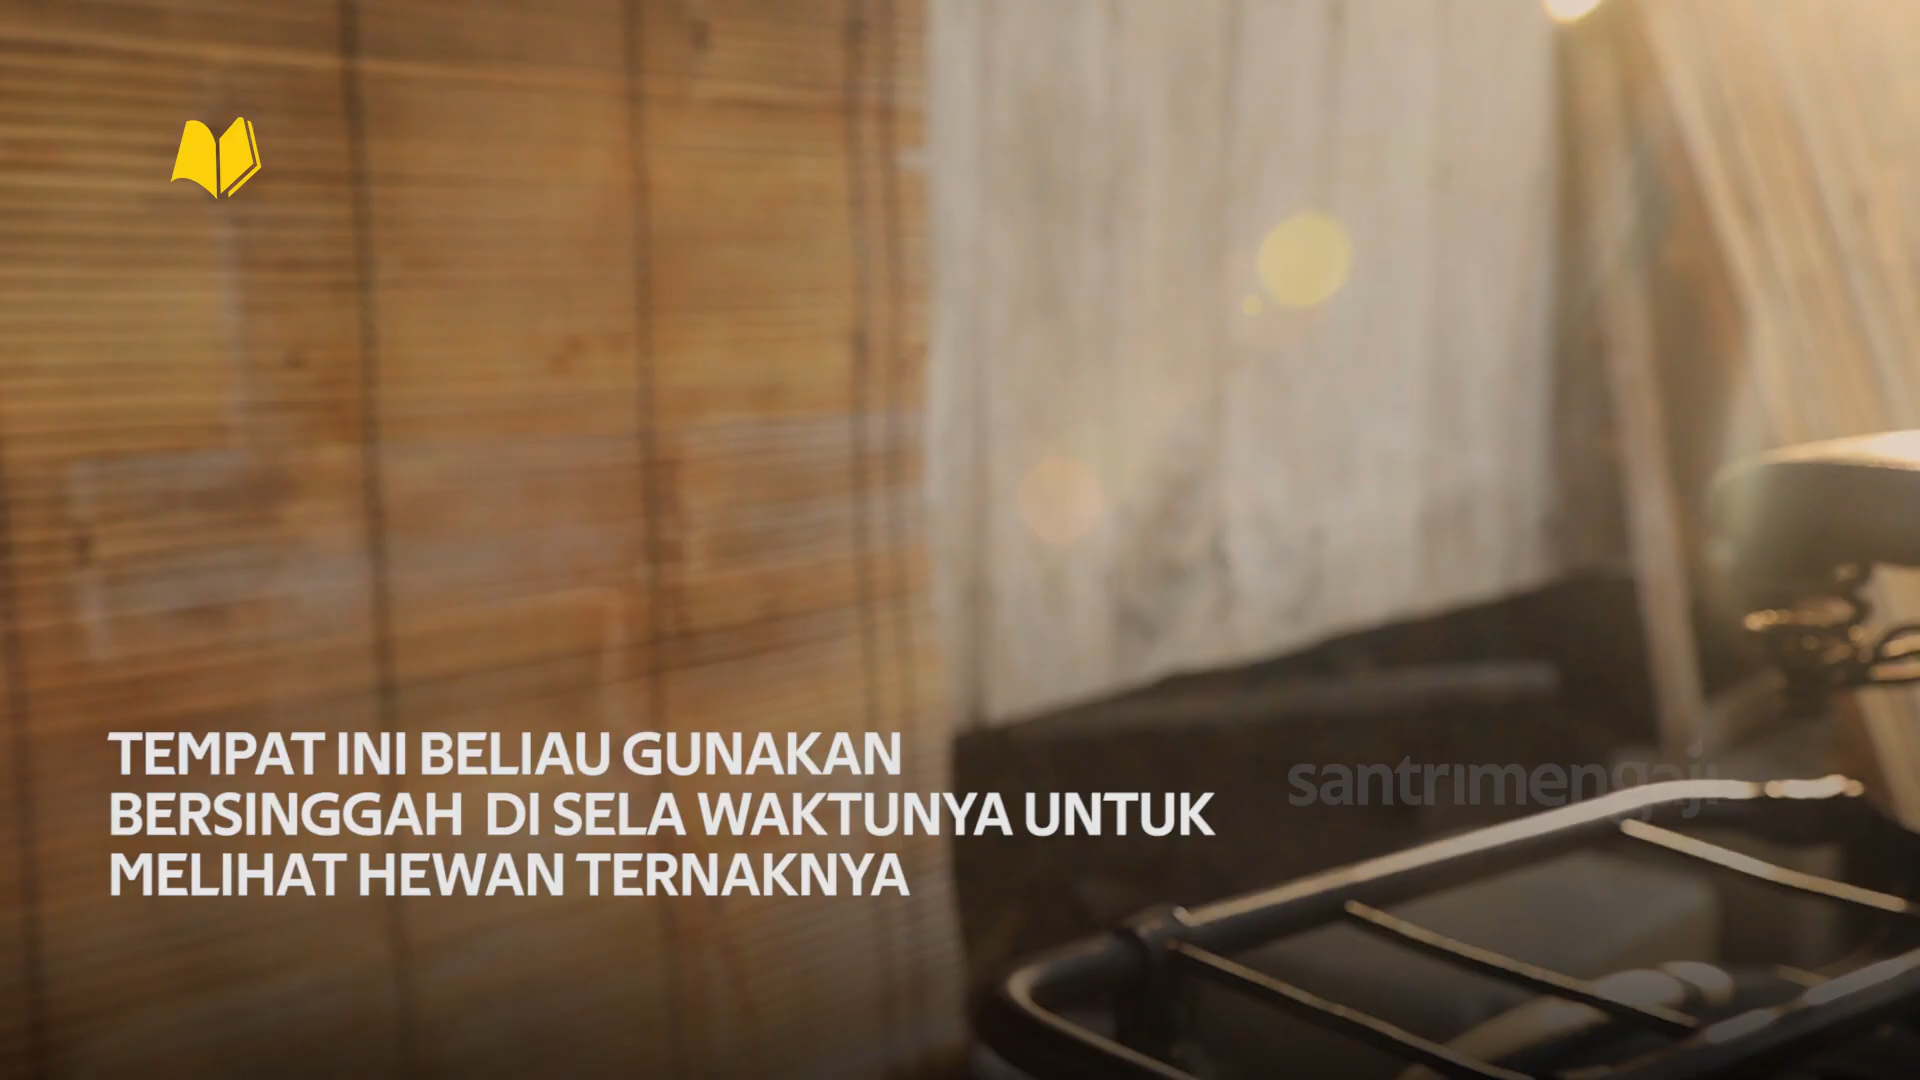 TEMPAT INI BELIAU GUNAKAN
BERSINGGAH DI SELA WAKTUNYA UNTUK
MELIHAT HEWAN TERNAKNYA
santrimengaji